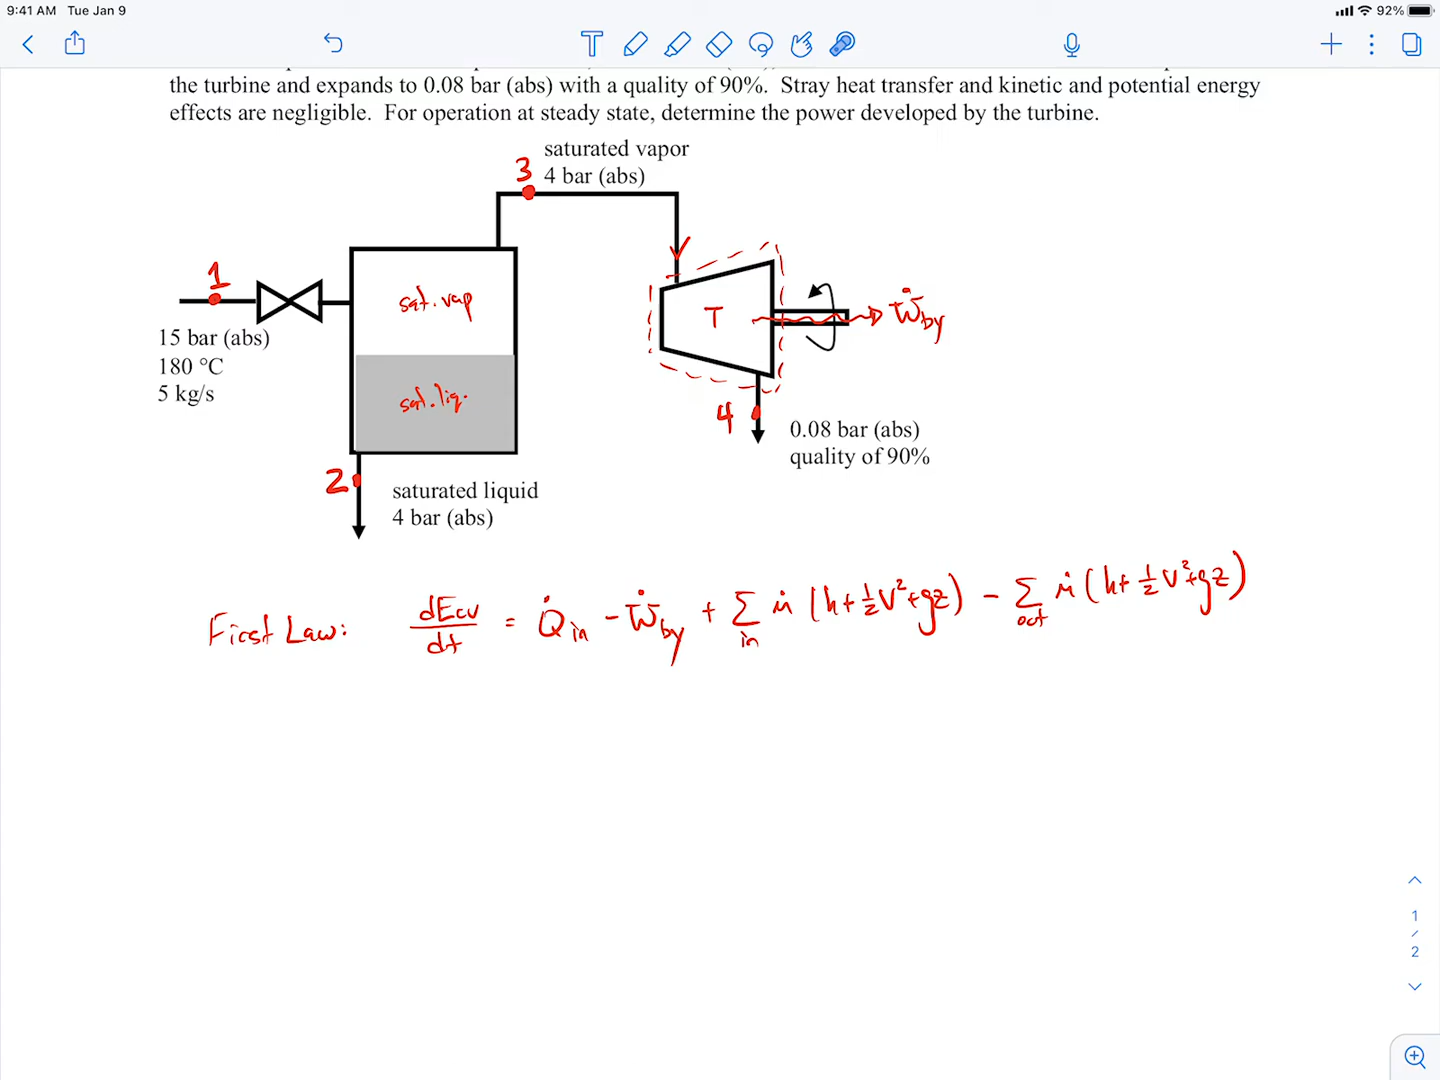 9:41 AM Tue Jan 9
92%
the turbine and expands to 0.08 bar (abs) with a quality of 90%. Stray heat transfer and kinetic and potential energy
effects are negligible. For operation at steady state, determine the power developed by the turbine.
saturated vapor
3 4 bar (abs)
1
sat. vap
T
Ẇby
15 bar (abs)
180 °C
5 kg/s
sat. liq.
4
0.08 bar (abs)
quality of 90%
2
saturated liquid
4 bar (abs)
First Law: dEcv/dt = Q̇in - Ẇby + ∑in ṁ (h+½V²+gz) - ∑out ṁ (h+½V²+gz)
1
/
2